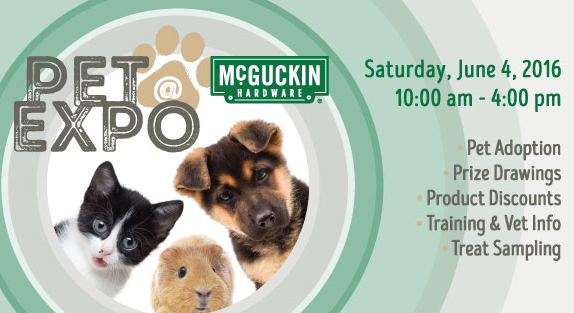 PET @
EXPO
McGUCKIN
HARDWARE®
Saturday, June 4, 2016
10:00 am - 4:00 pm
• Pet Adoption
• Prize Drawings
• Product Discounts
• Training & Vet Info
• Treat Sampling